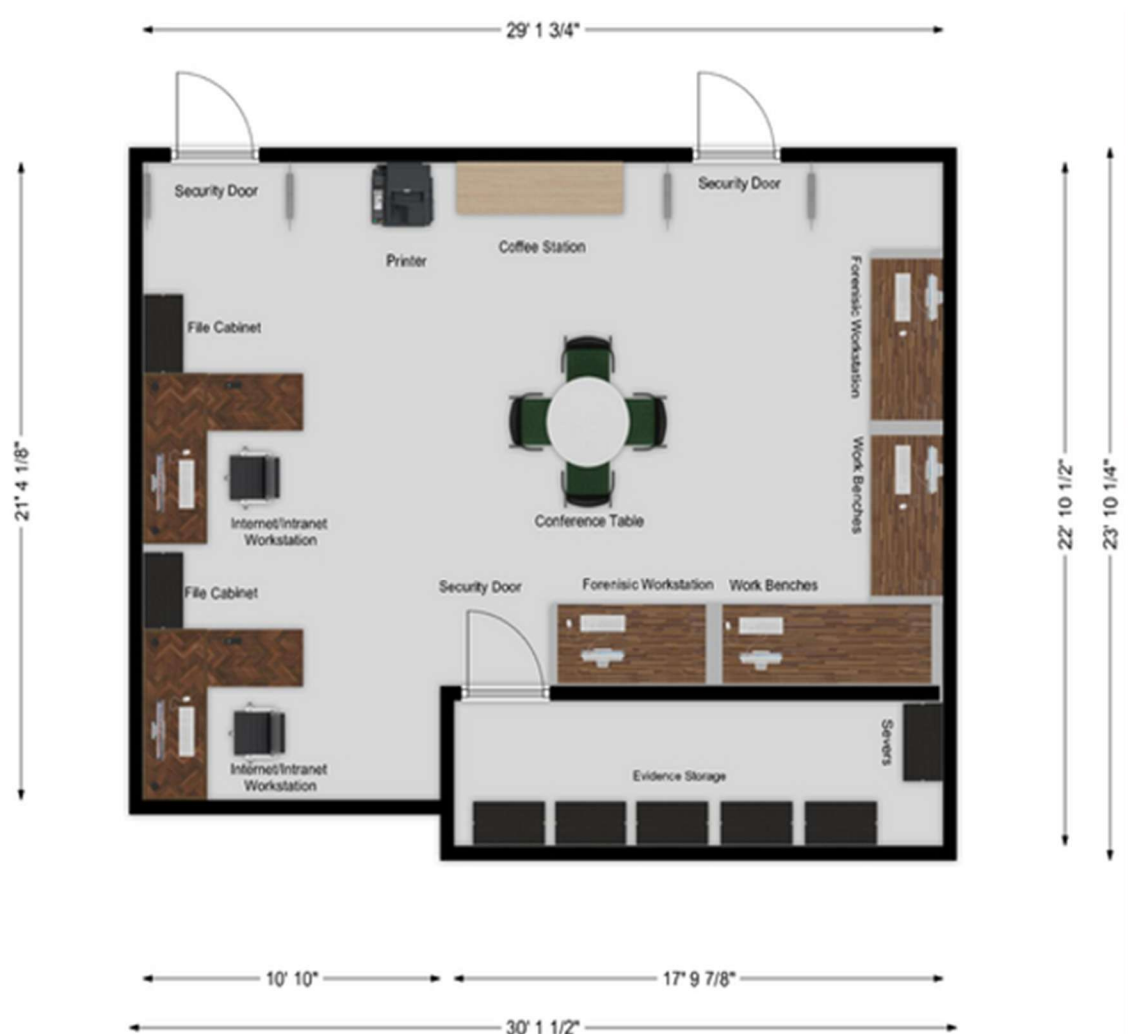 29' 1 3/4"
Security Door
Security Door
Printer
Coffee Station
Forenisic Workstation
File Cabinet
21' 4 1/8"
Work Benches
22' 10 1/2"
23' 10 1/4"
Internet/Intranet
Workstation
Conference Table
File Cabinet
Security Door
Forenisic Workstation
Work Benches
Severs
Internet/Intranet
Workstation
Evidence Storage
10' 10"
17' 9 7/8"
30' 1 1/2"